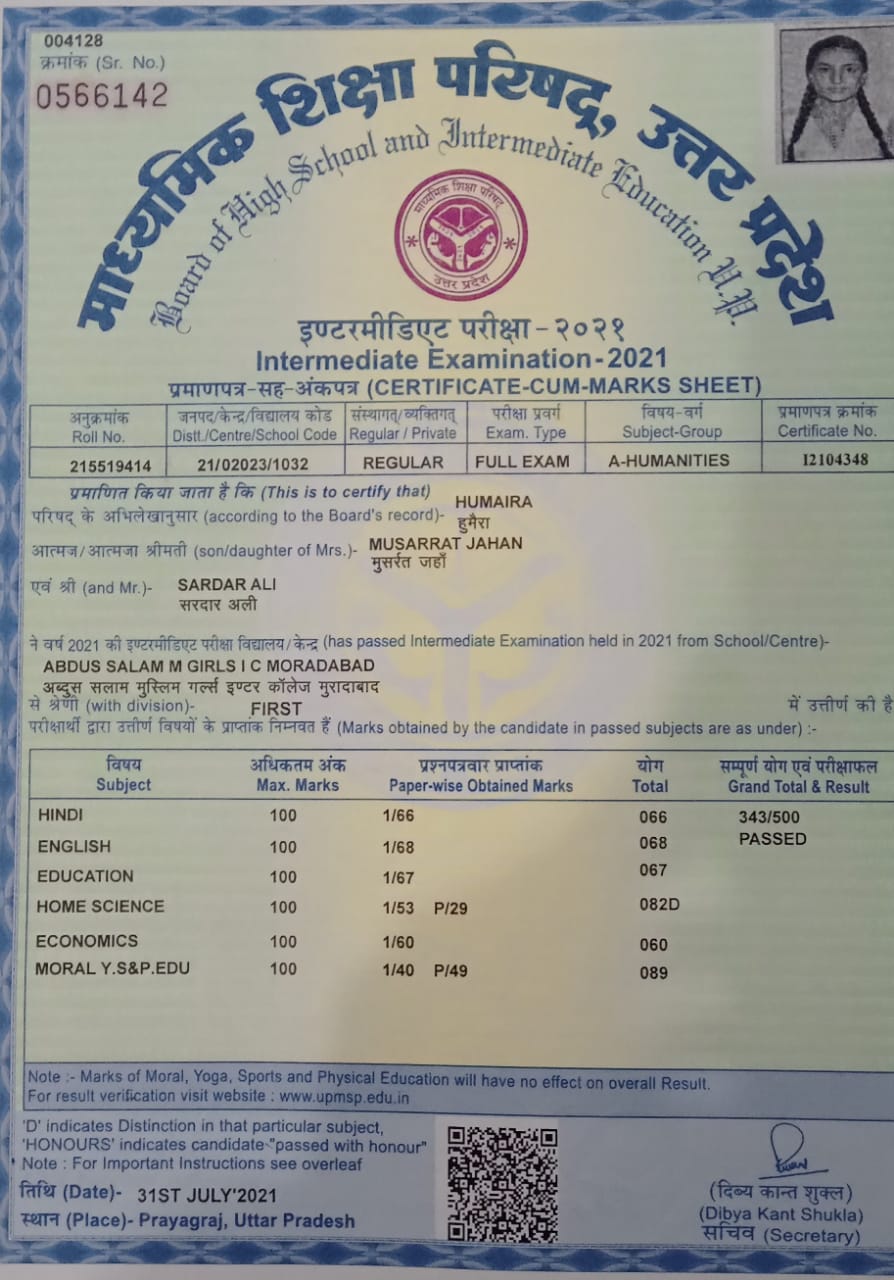 004128
क्रमांक (Sr. No.)
0566142
माध्यमिक शिक्षा परिषद्, उत्तर प्रदेश
Board of High School and Intermediate Education U.P.
माध्यमिक शिक्षा परिषद्
उत्तर प्रदेश
इण्टरमीडिएट परीक्षा - २०२१
Intermediate Examination - 2021
प्रमाणपत्र-सह-अंकपत्र (CERTIFICATE-CUM-MARKS SHEET)
अनुक्रमांक जनपद/केन्द्र/विद्यालय कोड संस्थागत्/व्यक्तिगत् परीक्षा प्रवर्ग विषय-वर्ग प्रमाणपत्र क्रमांक
Roll No. Distt./Centre/School Code Regular / Private Exam. Type Subject-Group Certificate No.
215519414 21/02023/1032 REGULAR FULL EXAM A-HUMANITIES 12104348
प्रमाणित किया जाता है कि (This is to certify that)
परिषद् के अभिलेखानुसार (according to the Board's record)- HUMAIRA
हुमैरा
आत्मज/आत्मजा श्रीमती (son/daughter of Mrs.)- MUSARRAT JAHAN
मुसर्रत जहाँ
एवं श्री (and Mr.)- SARDAR ALI
सरदार अली
ने वर्ष 2021 की इण्टरमीडिएट परीक्षा विद्यालय/केन्द्र (has passed Intermediate Examination held in 2021 from School/Centre)-
ABDUS SALAM M GIRLS I C MORADABAD
अब्दुस सलाम मुस्लिम गर्ल्स इण्टर कॉलेज मुरादाबाद
से श्रेणी (with division)- FIRST में उत्तीर्ण की है
परीक्षार्थी द्वारा उत्तीर्ण विषयों के प्राप्तांक निम्नवत हैं (Marks obtained by the candidate in passed subjects are as under) :-
विषय अधिकतम अंक प्रश्नपत्रवार प्राप्तांक योग सम्पूर्ण योग एवं परीक्षाफल
Subject Max. Marks Paper-wise Obtained Marks Total Grand Total & Result
HINDI 100 1/66 066 343/500
ENGLISH 100 1/68 068 PASSED
EDUCATION 100 1/67 067
HOME SCIENCE 100 1/53 P/29 082D
ECONOMICS 100 1/60 060
MORAL Y.S&P.EDU 100 1/40 P/49 089
Note :- Marks of Moral, Yoga, Sports and Physical Education will have no effect on overall Result.
For result verification visit website : www.upmsp.edu.in
'D' indicates Distinction in that particular subject,
'HONOURS' indicates candidate "passed with honour"
Note : For Important Instructions see overleaf
तिथि (Date)- 31ST JULY'2021
स्थान (Place)- Prayagraj, Uttar Pradesh
(दिब्य कान्त शुक्ल)
(Dibya Kant Shukla)
सचिव (Secretary)